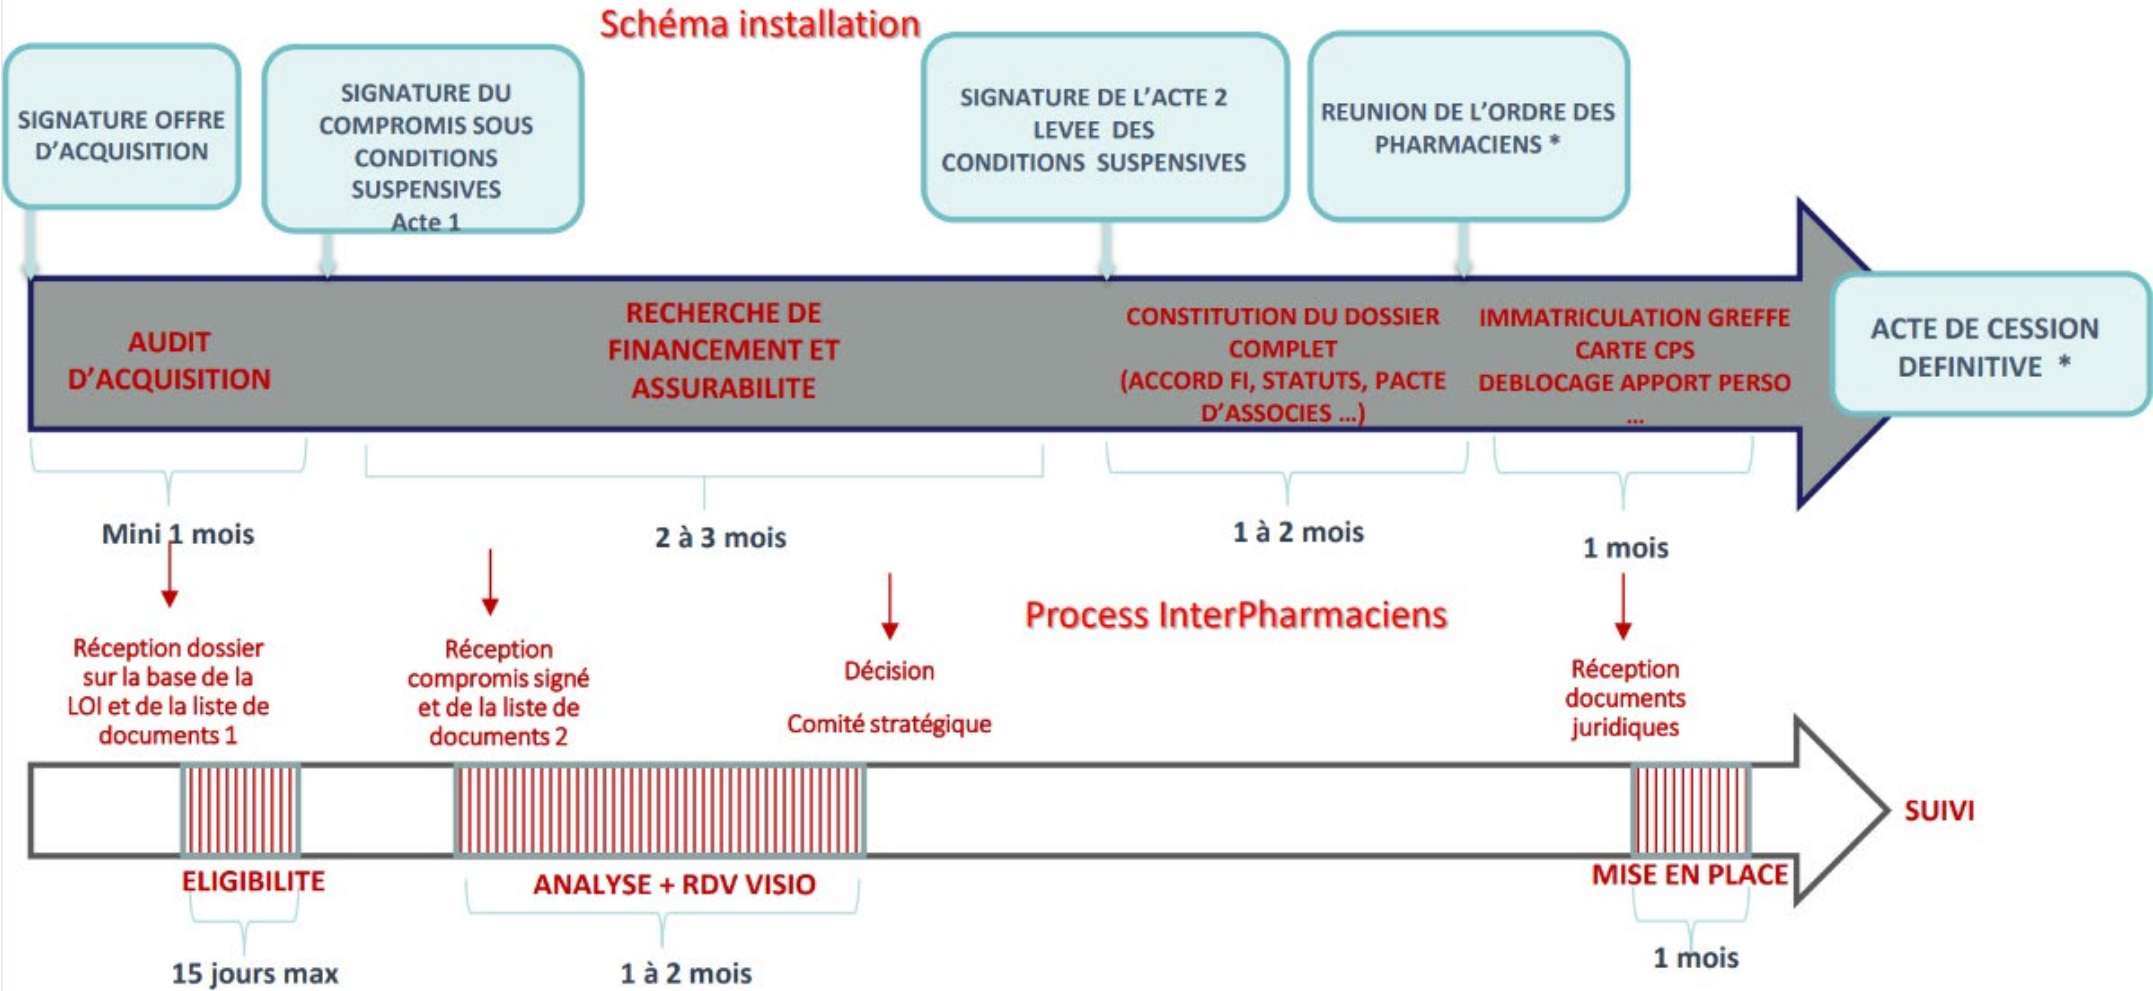 Schéma installation
SIGNATURE OFFRE
D'ACQUISITION
SIGNATURE DU
COMPROMIS SOUS
CONDITIONS
SUSPENSIVES
Acte 1
SIGNATURE DE L'ACTE 2
LEVEE DES
CONDITIONS SUSPENSIVES
REUNION DE L'ORDRE DES
PHARMACIENS *
AUDIT
D'ACQUISITION
RECHERCHE DE
FINANCEMENT ET
ASSURABILITE
CONSTITUTION DU DOSSIER
COMPLET
(ACCORD FI, STATUTS, PACTE
D'ASSOCIES ...)
IMMATRICULATION GREFFE
CARTE CPS
DEBLOCAGE APPORT PERSO
...
ACTE DE CESSION
DEFINITIVE *
Mini 1 mois
2 à 3 mois
1 à 2 mois
1 mois
Process InterPharmaciens
Réception dossier
sur la base de la
LOI et de la liste de
documents 1
Réception
compromis signé
et de la liste de
documents 2
Décision
Comité stratégique
Réception
documents
juridiques
SUIVI
ELIGIBILITE
ANALYSE + RDV VISIO
MISE EN PLACE
15 jours max
1 à 2 mois
1 mois